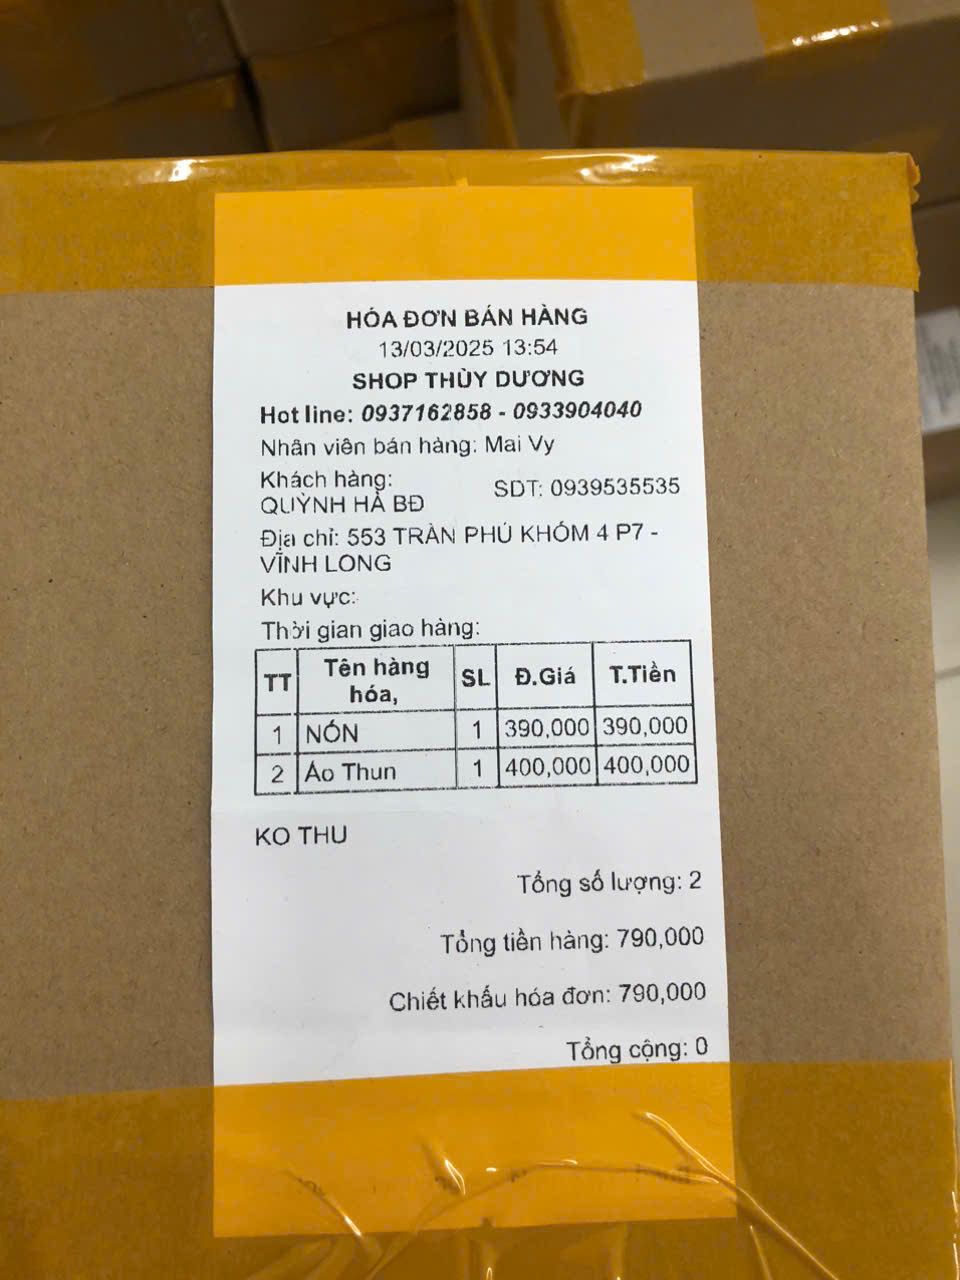 HÓA ĐƠN BÁN HÀNG
13/03/2025 13:54
SHOP THÙY DƯƠNG
Hot line: 0937162858 - 0933904040
Nhân viên bán hàng: Mai Vy
Khách hàng:
QUỲNH HÀ BĐ
SDT: 0939535535
Địa chỉ: 553 TRẦN PHÚ KHÓM 4 P7 -
VĨNH LONG
Khu vực:
Thời gian giao hàng:
TT Tên hàng hóa, SL Đ.Giá T.Tiền
1 NÓN 1 390,000 390,000
2 Áo Thun 1 400,000 400,000
KO THU
Tổng số lượng: 2
Tổng tiền hàng: 790,000
Chiết khấu hóa đơn: 790,000
Tổng cộng: 0